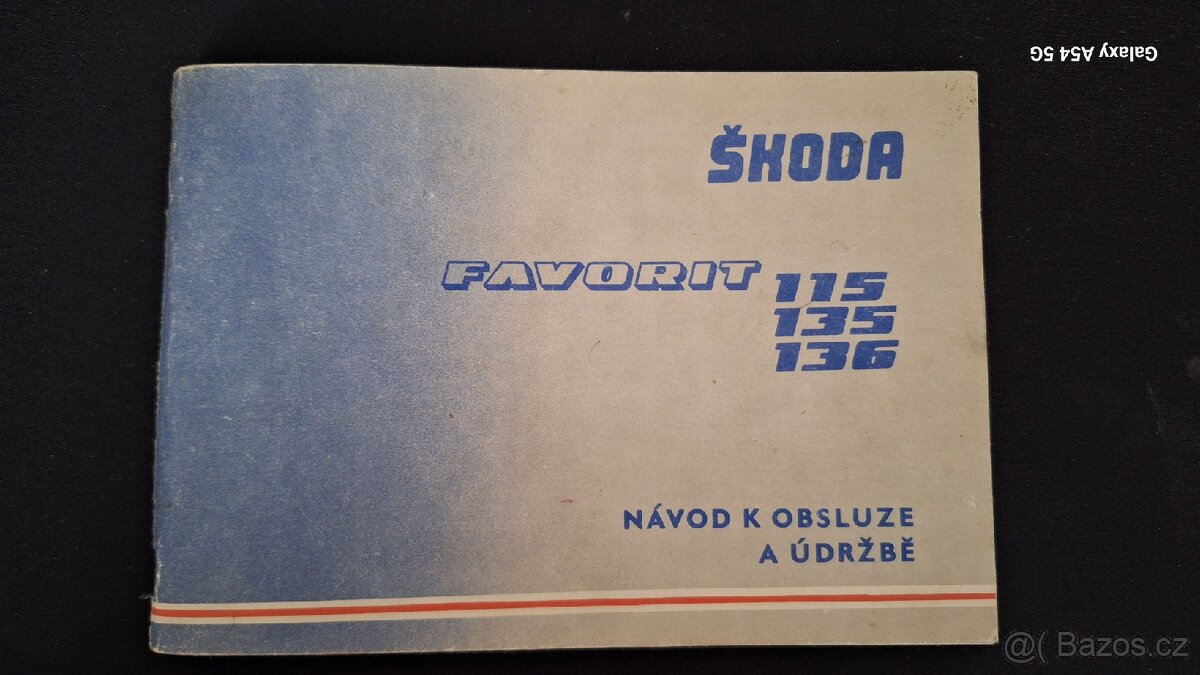 Galaxy A54 5G
ŠKODA
FAVORIT 115
135
136
NÁVOD K OBSLUZE
A ÚDRŽBĚ
@( Bazos.cz